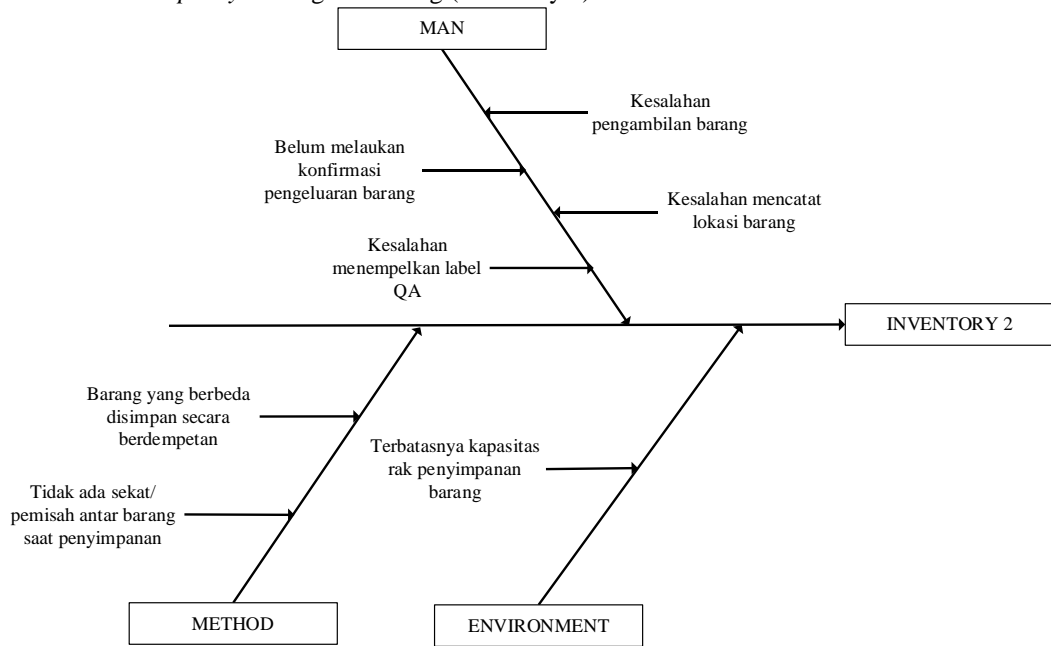 MAN
Kesalahan
pengambilan barang
Belum melaukan
konfirmasi
pengeluaran barang
Kesalahan mencatat
lokasi barang
Kesalahan
menempelkan label
QA
INVENTORY 2
Barang yang berbeda
disimpan secara
berdempetan
Terbatasnya kapasitas
rak penyimpanan
barang
Tidak ada sekat/
pemisah antar barang
saat penyimpanan
METHOD
ENVIRONMENT